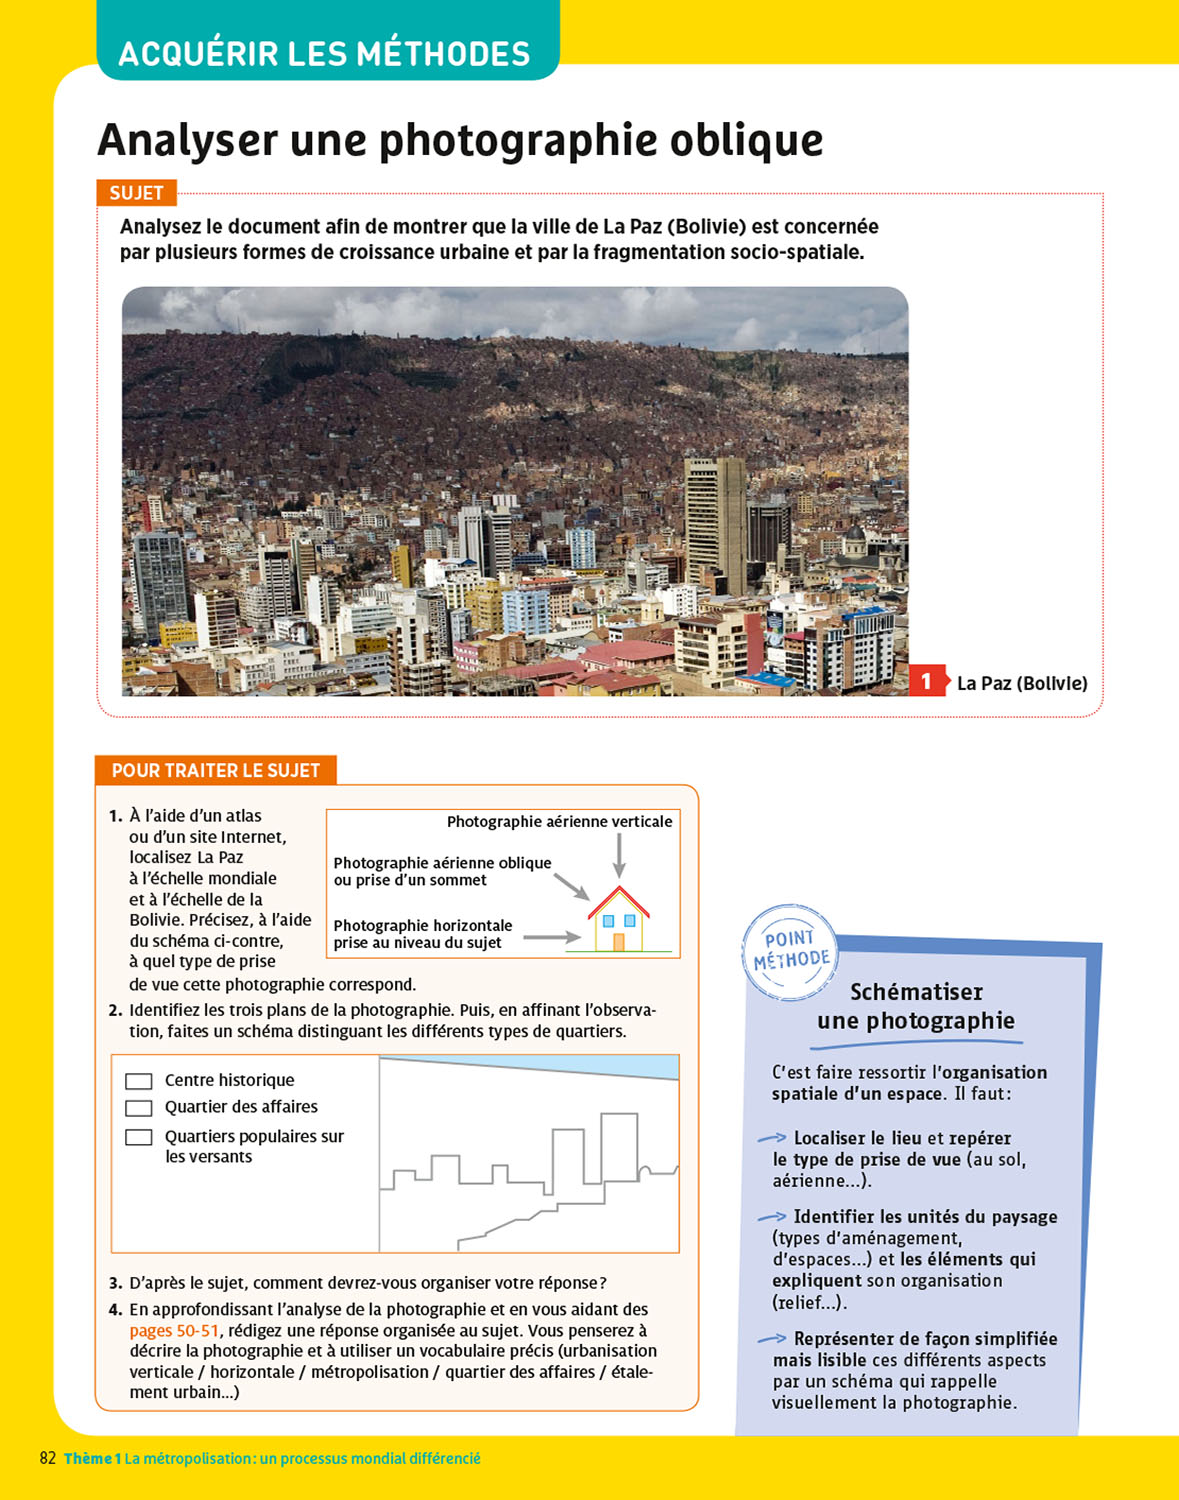 ACQUÉRIR LES MÉTHODES
Analyser une photographie oblique
SUJET
Analysez le document afin de montrer que la ville de La Paz (Bolivie) est concernée
par plusieurs formes de croissance urbaine et par la fragmentation socio-spatiale.
1 La Paz (Bolivie)
POUR TRAITER LE SUJET
1. À l'aide d'un atlas
ou d'un site Internet,
localisez La Paz
à l'échelle mondiale
et à l'échelle de la
Bolivie. Précisez, à l'aide
du schéma ci-contre,
à quel type de prise
de vue cette photographie correspond.
Photographie aérienne verticale
Photographie aérienne oblique
ou prise d'un sommet
Photographie horizontale
prise au niveau du sujet
2. Identifiez les trois plans de la photographie. Puis, en affinant l'observa-
tion, faites un schéma distinguant les différents types de quartiers.
Centre historique
Quartier des affaires
Quartiers populaires sur
les versants
3. D'après le sujet, comment devrez-vous organiser votre réponse ?
4. En approfondissant l'analyse de la photographie et en vous aidant des
pages 50-51, rédigez une réponse organisée au sujet. Vous penserez à
décrire la photographie et à utiliser un vocabulaire précis (urbanisation
verticale / horizontale / métropolisation / quartier des affaires / étale-
ment urbain...)
POINT
MÉTHODE
Schématiser
une photographie
C'est faire ressortir l'organisation
spatiale d'un espace. Il faut :
Localiser le lieu et repérer
le type de prise de vue (au sol,
aérienne...).
Identifier les unités du paysage
(types d'aménagement,
d'espaces...) et les éléments qui
expliquent son organisation
(relief...).
Représenter de façon simplifiée
mais lisible ces différents aspects
par un schéma qui rappelle
visuellement la photographie.
82 Thème 1 La métropolisation : un processus mondial différencié